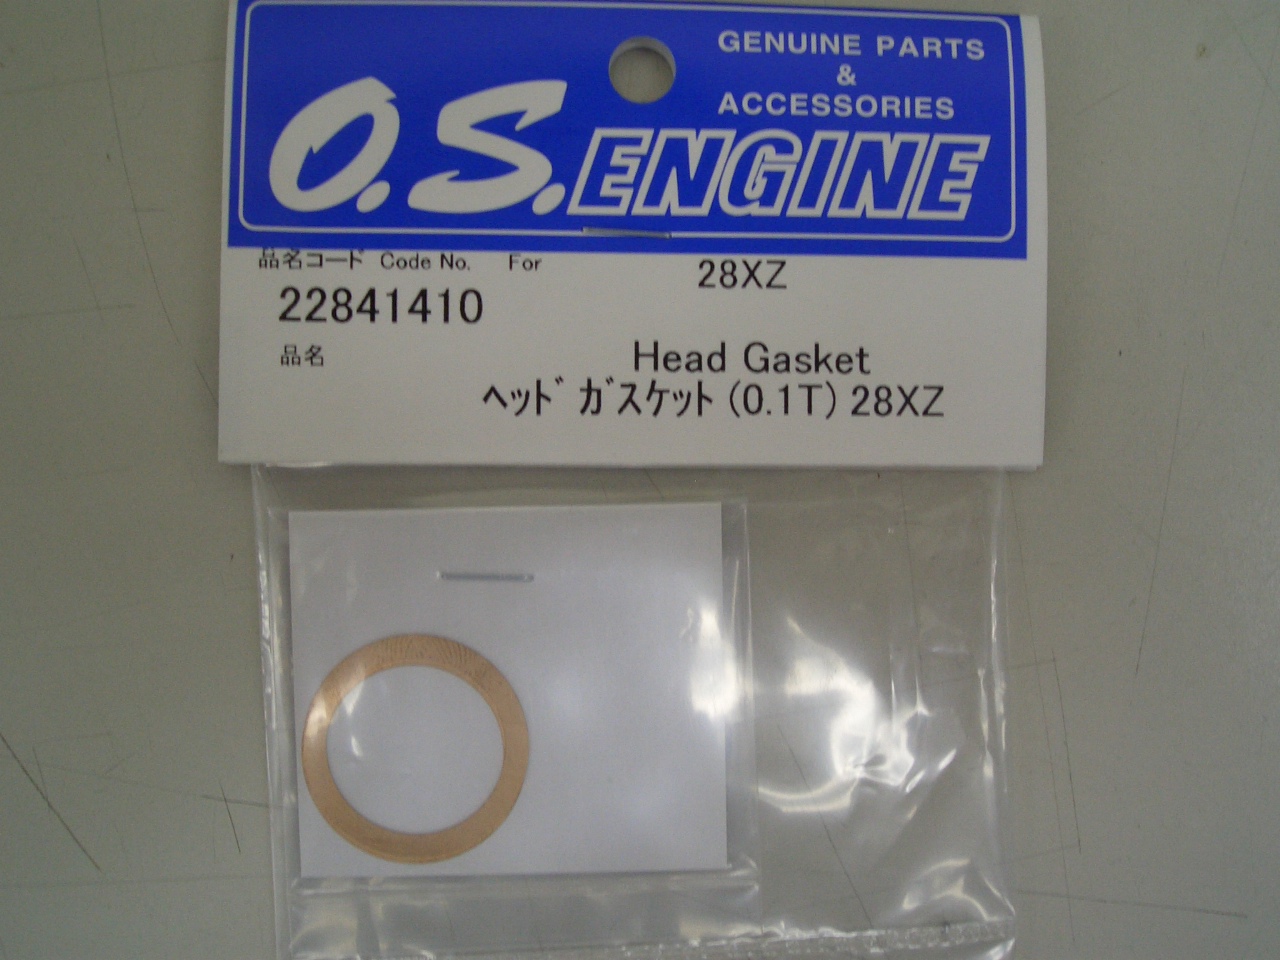 GENUINE PARTS
&
ACCESSORIES
O.S. ENGINE
品名コード Code No. For 28XZ
22841410
品名 Head Gasket
ヘッドガスケット (0.1T) 28XZ